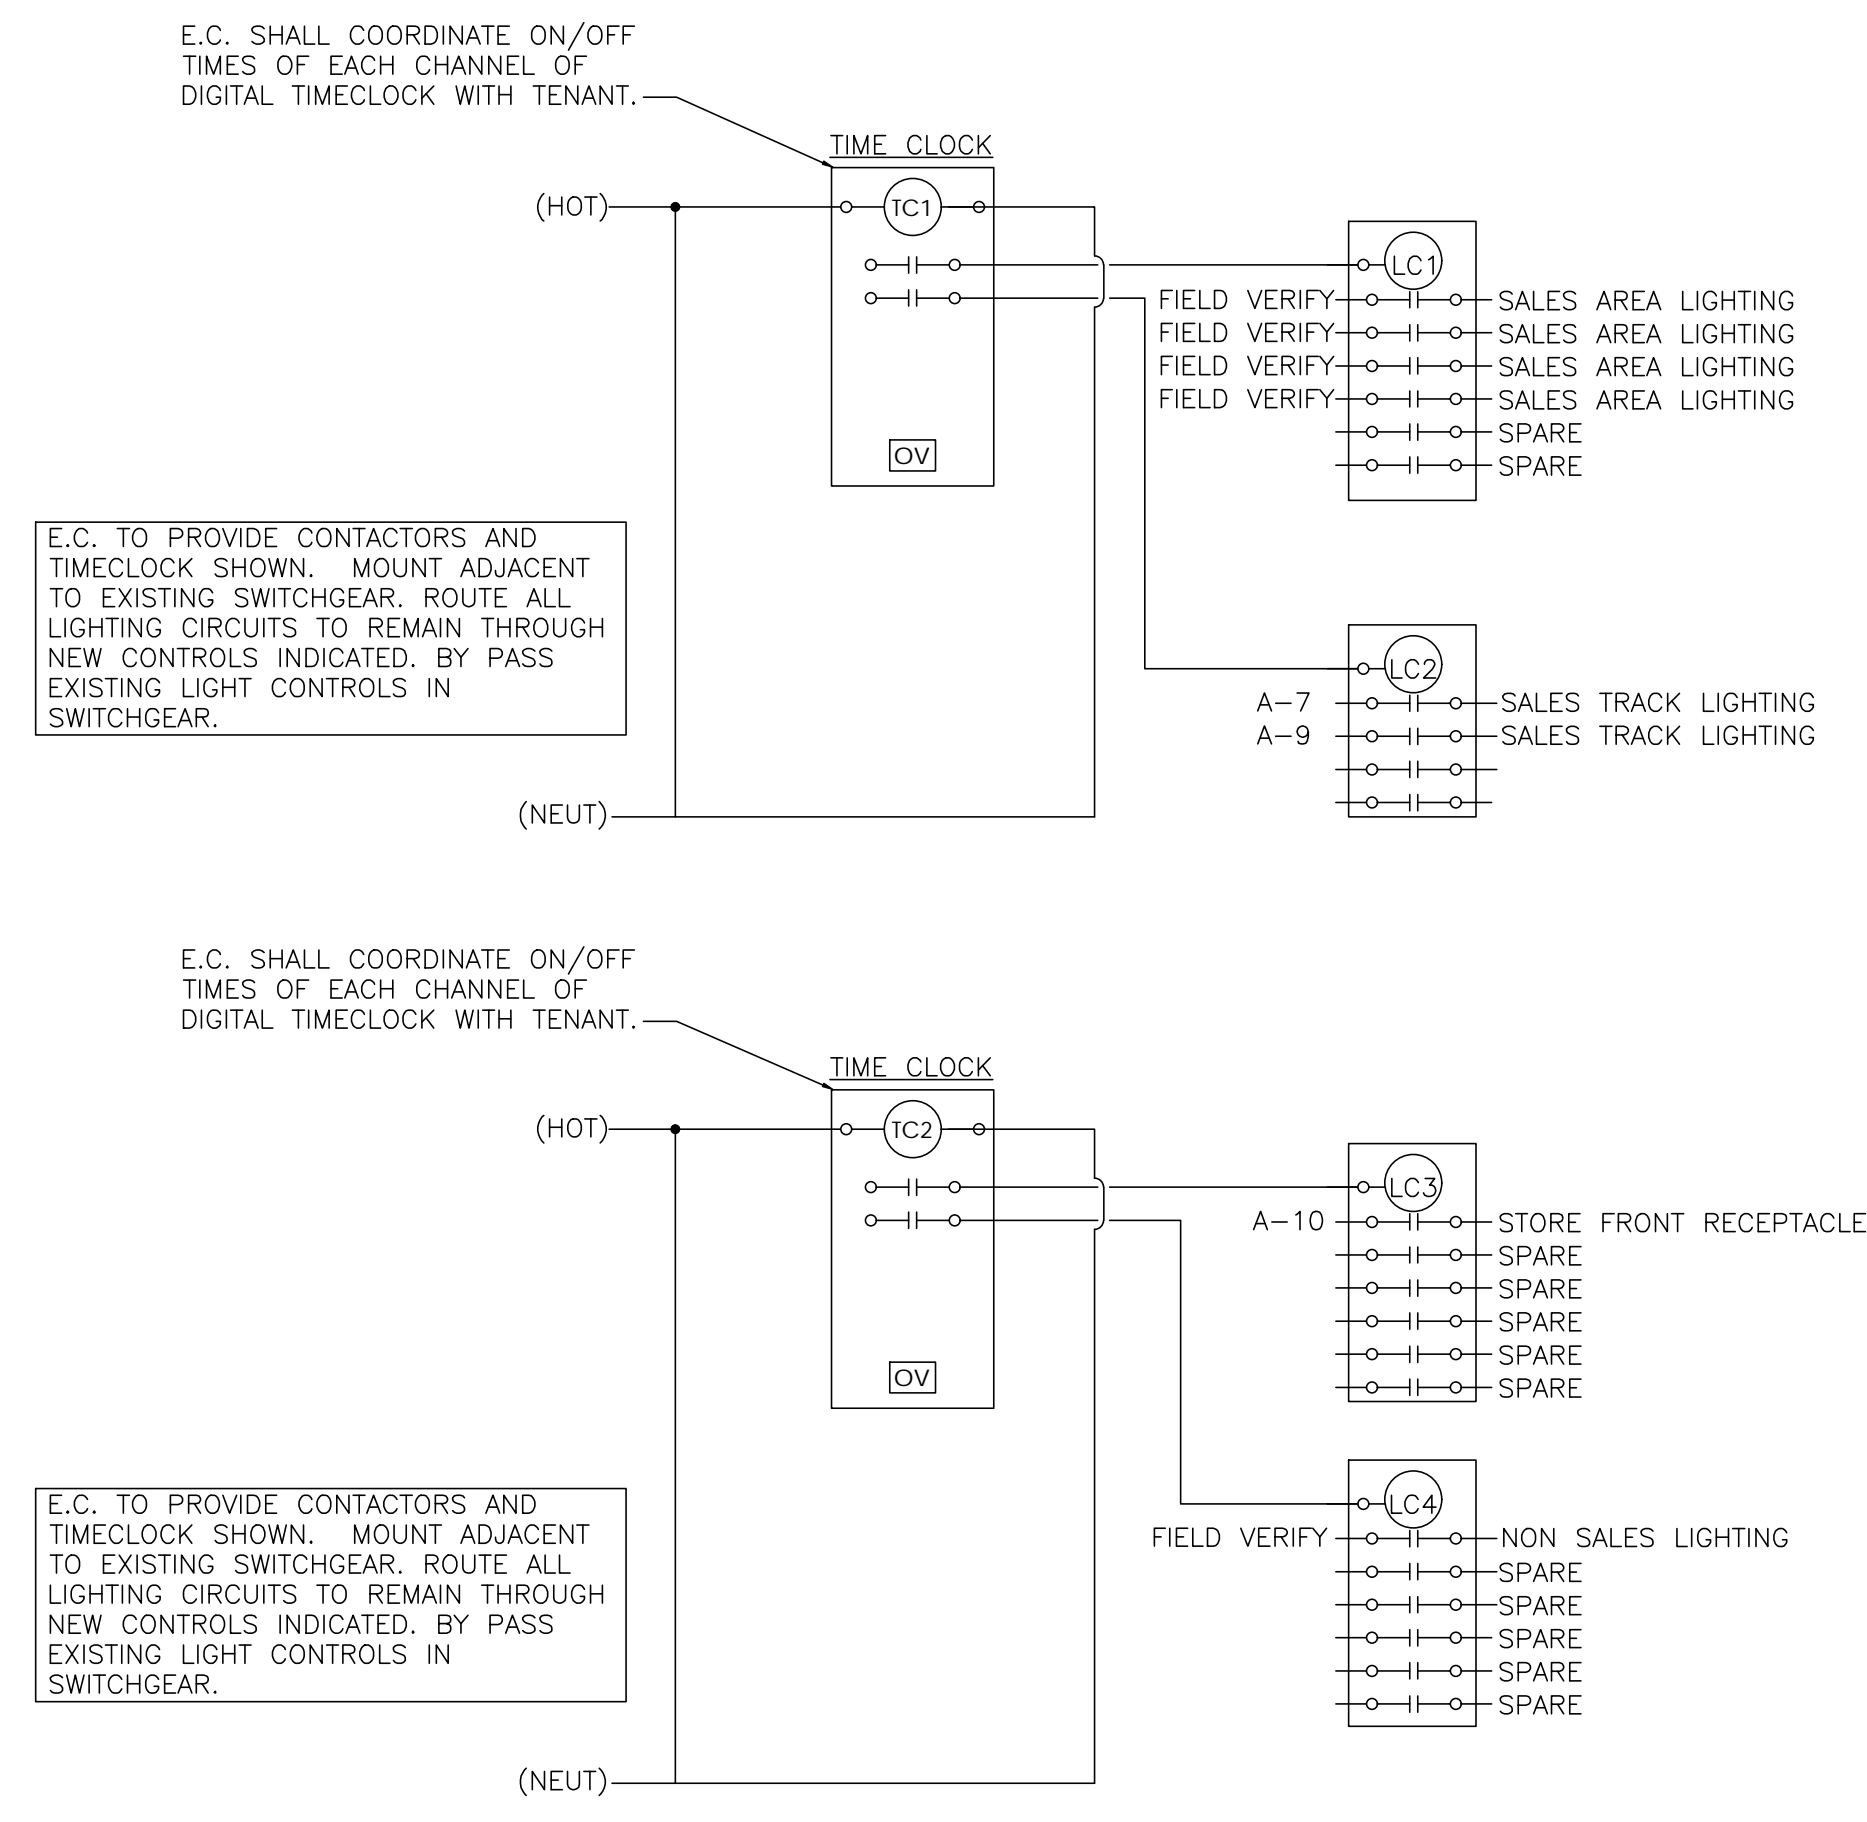 E.C. SHALL COORDINATE ON/OFF
TIMES OF EACH CHANNEL OF
DIGITAL TIMECLOCK WITH TENANT.
TIME CLOCK
(HOT)
TC1
OV
LC1
FIELD VERIFY SALES AREA LIGHTING
FIELD VERIFY SALES AREA LIGHTING
FIELD VERIFY SALES AREA LIGHTING
FIELD VERIFY SALES AREA LIGHTING
SPARE
SPARE
E.C. TO PROVIDE CONTACTORS AND
TIMECLOCK SHOWN. MOUNT ADJACENT
TO EXISTING SWITCHGEAR. ROUTE ALL
LIGHTING CIRCUITS TO REMAIN THROUGH
NEW CONTROLS INDICATED. BY PASS
EXISTING LIGHT CONTROLS IN
SWITCHGEAR.
LC2
A-7 SALES TRACK LIGHTING
A-9 SALES TRACK LIGHTING
(NEUT)
E.C. SHALL COORDINATE ON/OFF
TIMES OF EACH CHANNEL OF
DIGITAL TIMECLOCK WITH TENANT.
TIME CLOCK
(HOT)
TC2
OV
LC3
A-10 STORE FRONT RECEPTACLE
SPARE
SPARE
SPARE
SPARE
SPARE
E.C. TO PROVIDE CONTACTORS AND
TIMECLOCK SHOWN. MOUNT ADJACENT
TO EXISTING SWITCHGEAR. ROUTE ALL
LIGHTING CIRCUITS TO REMAIN THROUGH
NEW CONTROLS INDICATED. BY PASS
EXISTING LIGHT CONTROLS IN
SWITCHGEAR.
LC4
FIELD VERIFY NON SALES LIGHTING
SPARE
SPARE
SPARE
SPARE
SPARE
(NEUT)